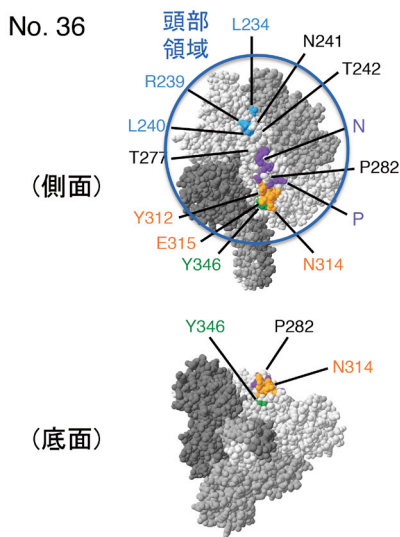 No. 36
頭部
領域
L234
N241
T242
R239
L240
T277
N
P282
P
(側面)
Y312
E315
Y346
N314
Y346
P282
N314
(底面)